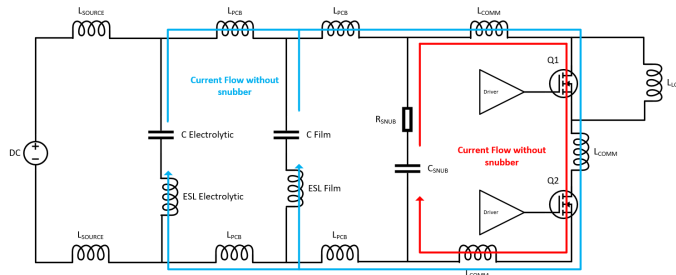 LSOURCE
LPCB
LPCB
LCOMM
Q1
Current Flow without
snubber
Driver
C Electrolytic
C Film
RSNUB
DC
Current Flow without
snubber
LCOMM
CSNUB
ESL Electrolytic
ESL Film
Q2
Driver
LSOURCE
LPCB
LPCB
LCOMM